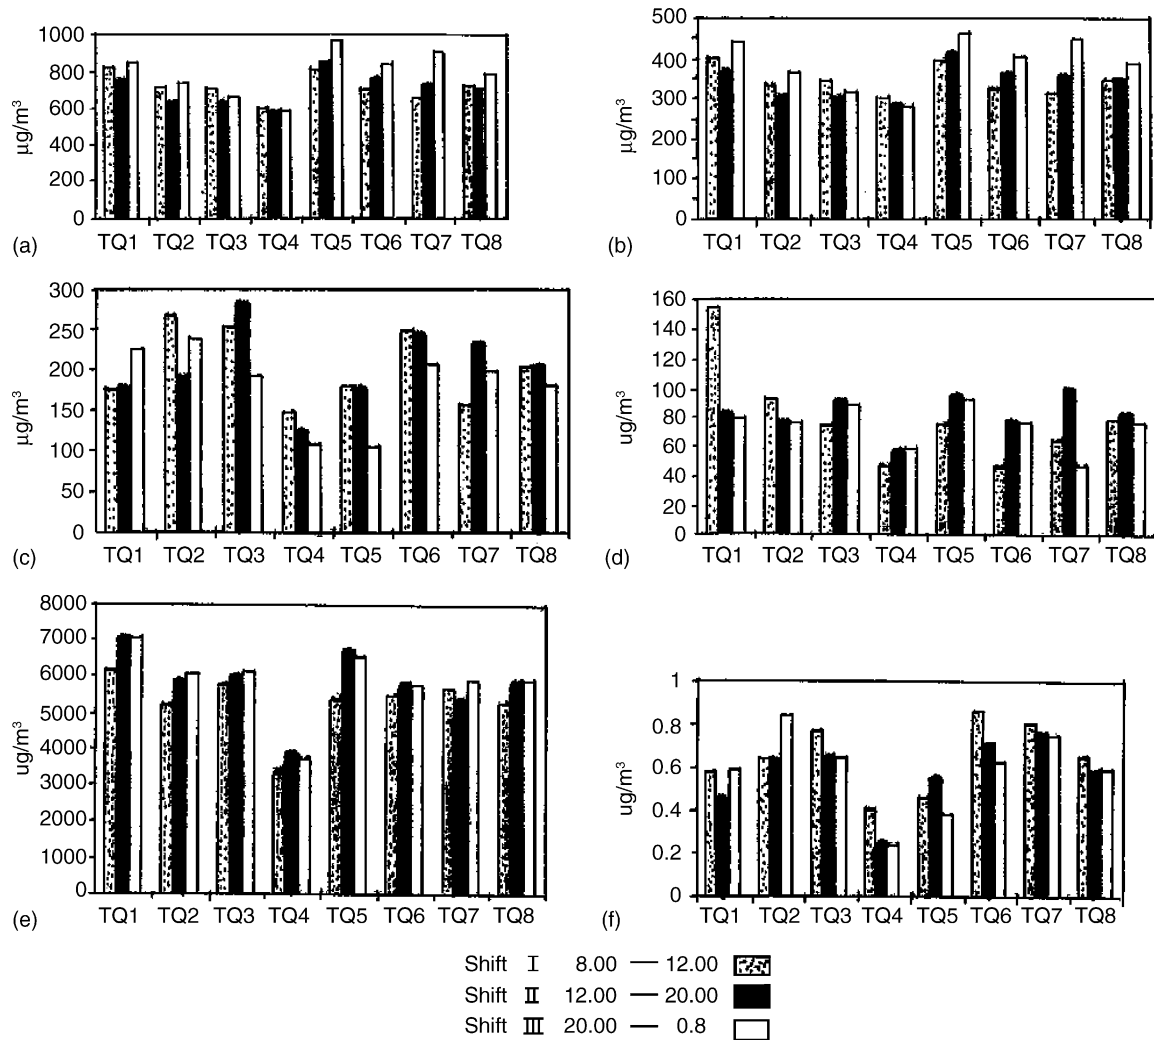 1000
800
600
400
200
0
µg/m³
(a)
TQ1 TQ2 TQ3 TQ4 TQ5 TQ6 TQ7 TQ8
500
400
300
200
100
0
µg/m³
(b)
TQ1 TQ2 TQ3 TQ4 TQ5 TQ6 TQ7 TQ8
300
250
200
150
100
50
0
µg/m³
(c)
TQ1 TQ2 TQ3 TQ4 TQ5 TQ6 TQ7 TQ8
160
140
120
100
80
60
40
20
0
ug/m³
(d)
TQ1 TQ2 TQ3 TQ4 TQ5 TQ6 TQ7 TQ8
8000
7000
6000
5000
4000
3000
2000
1000
0
ug/m³
(e)
TQ1 TQ2 TQ3 TQ4 TQ5 TQ6 TQ7 TQ8
1
0.8
0.6
0.4
0.2
0
ug/m³
(f)
TQ1 TQ2 TQ3 TQ4 TQ5 TQ6 TQ7 TQ8
Shift I 8.00 — 12.00
Shift II 12.00 — 20.00
Shift III 20.00 — 0.8